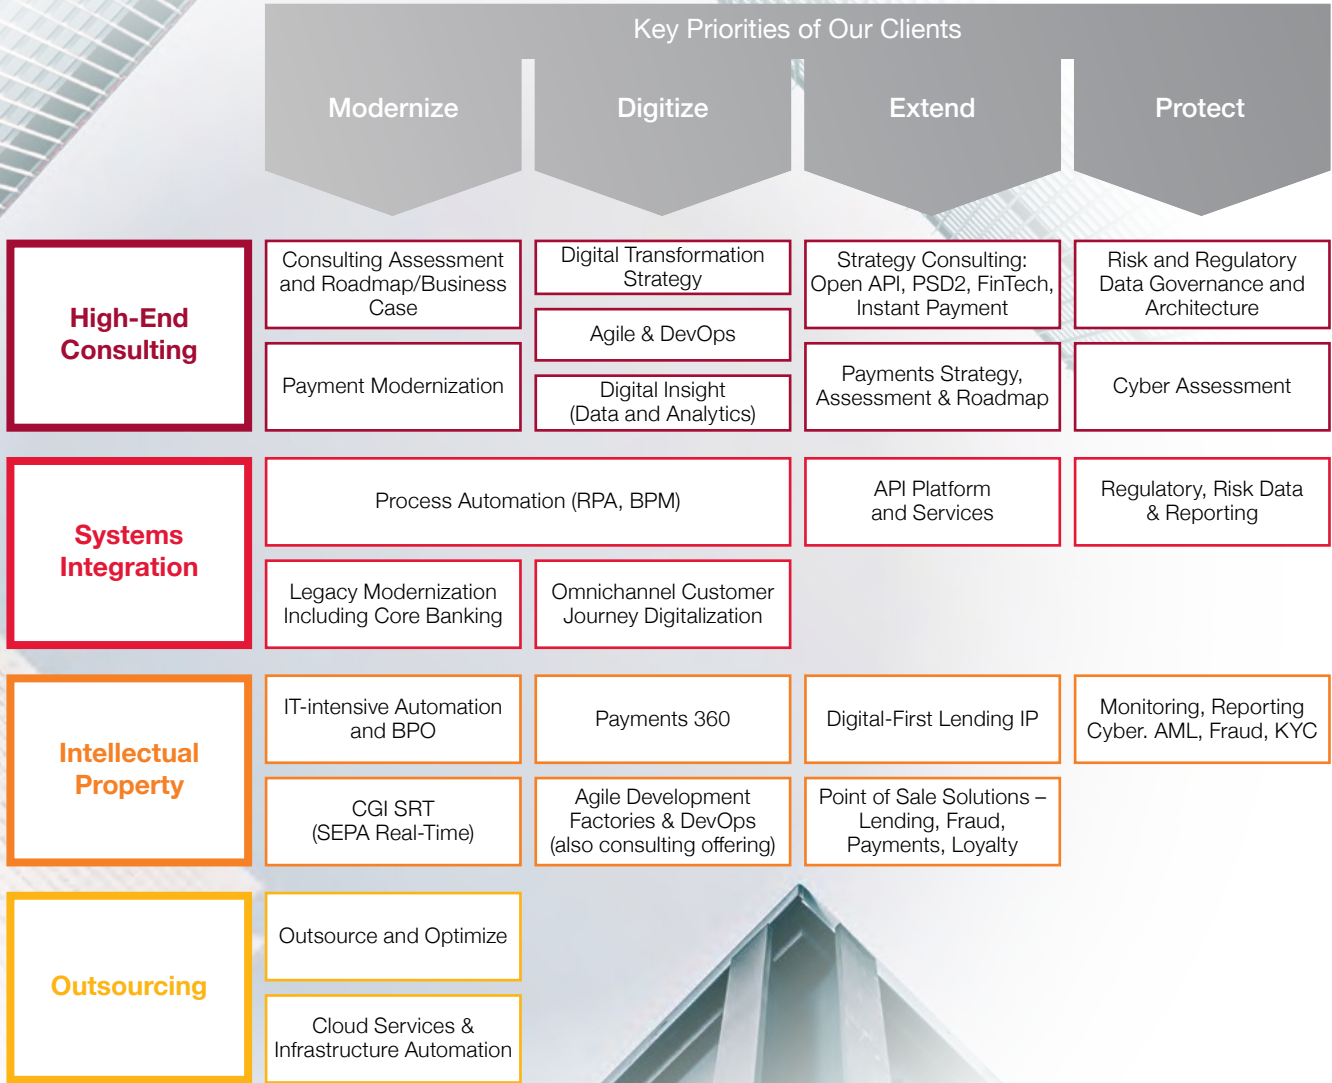 Key Priorities of Our Clients
Modernize
Digitize
Extend
Protect
High-End
Consulting
Consulting Assessment
and Roadmap/Business
Case
Payment Modernization
Digital Transformation
Strategy
Agile & DevOps
Digital Insight
(Data and Analytics)
Strategy Consulting:
Open API, PSD2, FinTech,
Instant Payment
Payments Strategy,
Assessment & Roadmap
Risk and Regulatory
Data Governance and
Architecture
Cyber Assessment
Systems
Integration
Process Automation (RPA, BPM)
Legacy Modernization
Including Core Banking
Omnichannel Customer
Journey Digitalization
API Platform
and Services
Regulatory, Risk Data
& Reporting
Intellectual
Property
IT-intensive Automation
and BPO
CGI SRT
(SEPA Real-Time)
Payments 360
Agile Development
Factories & DevOps
(also consulting offering)
Digital-First Lending IP
Point of Sale Solutions –
Lending, Fraud,
Payments, Loyalty
Monitoring, Reporting
Cyber. AML, Fraud, KYC
Outsourcing
Outsource and Optimize
Cloud Services &
Infrastructure Automation